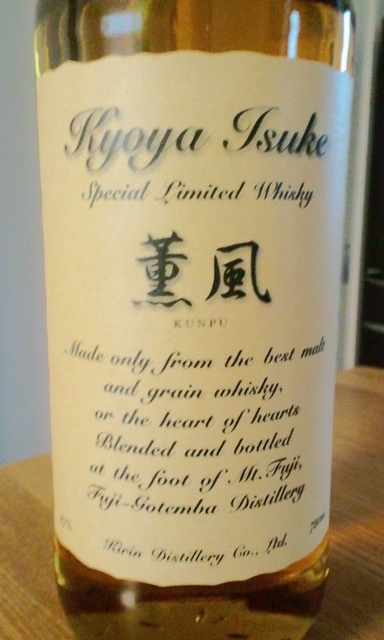 Kyoya Isuke
Special Limited Whisky
薫風
KUNPU
Made only from the best malt
and grain whisky,
or the heart of hearts
Blended and bottled
at the foot of Mt.Fuji,
Fuji-Gotemba Distillery
Kirin Distillery Co., Ltd.